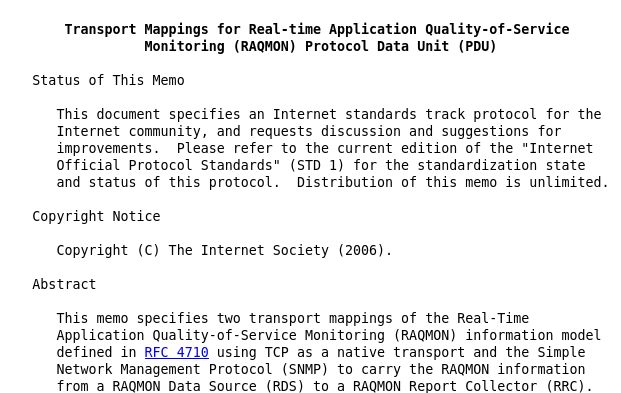 Transport Mappings for Real-time Application Quality-of-Service
Monitoring (RAQMON) Protocol Data Unit (PDU)
Status of This Memo
This document specifies an Internet standards track protocol for the
Internet community, and requests discussion and suggestions for
improvements.  Please refer to the current edition of the "Internet
Official Protocol Standards" (STD 1) for the standardization state
and status of this protocol.  Distribution of this memo is unlimited.
Copyright Notice
Copyright (C) The Internet Society (2006).
Abstract
This memo specifies two transport mappings of the Real-Time
Application Quality-of-Service Monitoring (RAQMON) information model
defined in RFC 4710 using TCP as a native transport and the Simple
Network Management Protocol (SNMP) to carry the RAQMON information
from a RAQMON Data Source (RDS) to a RAQMON Report Collector (RRC).